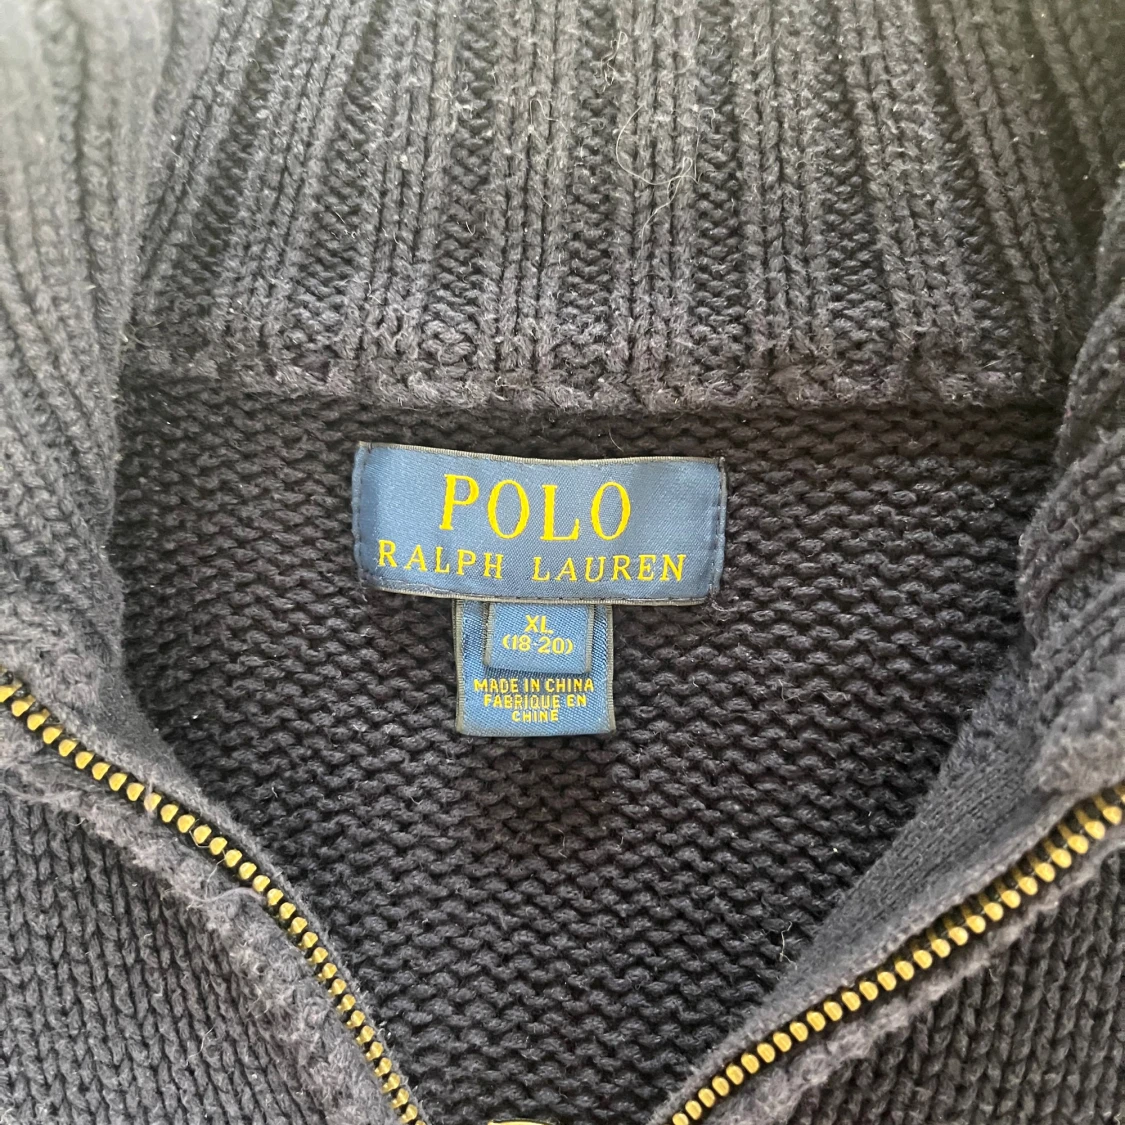 POLO
RALPH LAUREN
XL
(18-20)
MADE IN CHINA
FABRIQUE EN
CHINE